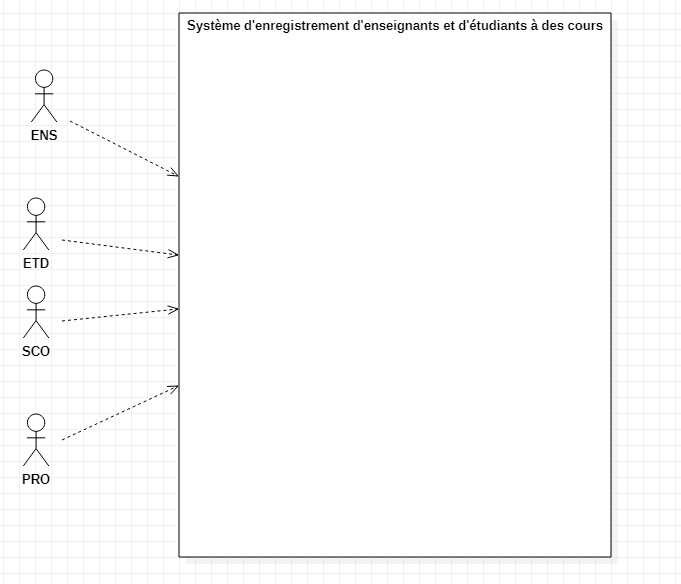 Système d'enregistrement d'enseignants et d'étudiants à des cours
ENS
ETD
SCO
PRO